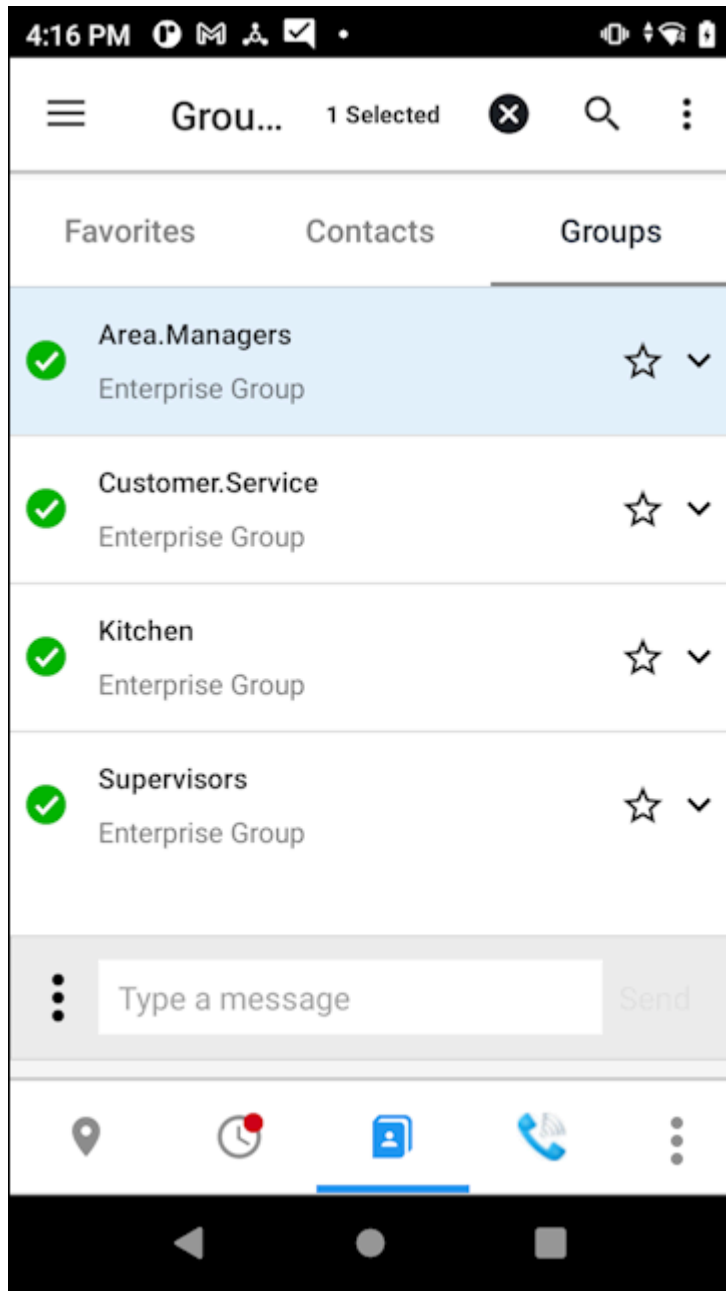 4:16 PM
Grou... 1 Selected
Favorites Contacts Groups
Area.Managers
Enterprise Group
Customer.Service
Enterprise Group
Kitchen
Enterprise Group
Supervisors
Enterprise Group
Type a message Send